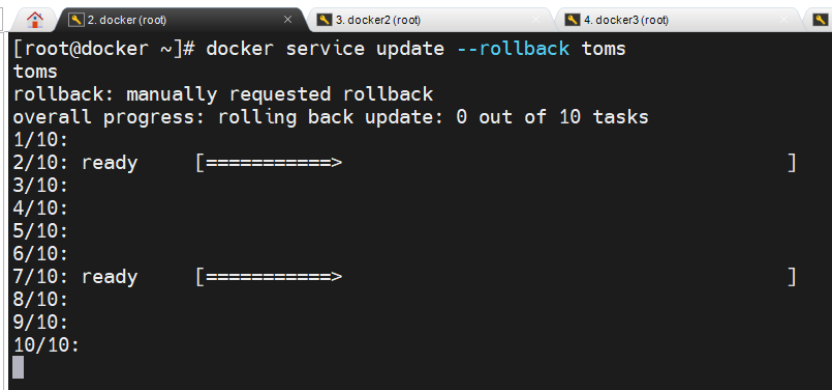 2. docker (root)
3. docker2 (root)
4. docker3 (root)
[root@docker ~]# docker service update --rollback toms
toms
rollback: manually requested rollback
overall progress: rolling back update: 0 out of 10 tasks
1/10:
2/10: ready     [===========>                                       ]
3/10:
4/10:
5/10:
6/10:
7/10: ready     [===========>                                       ]
8/10:
9/10:
10/10: